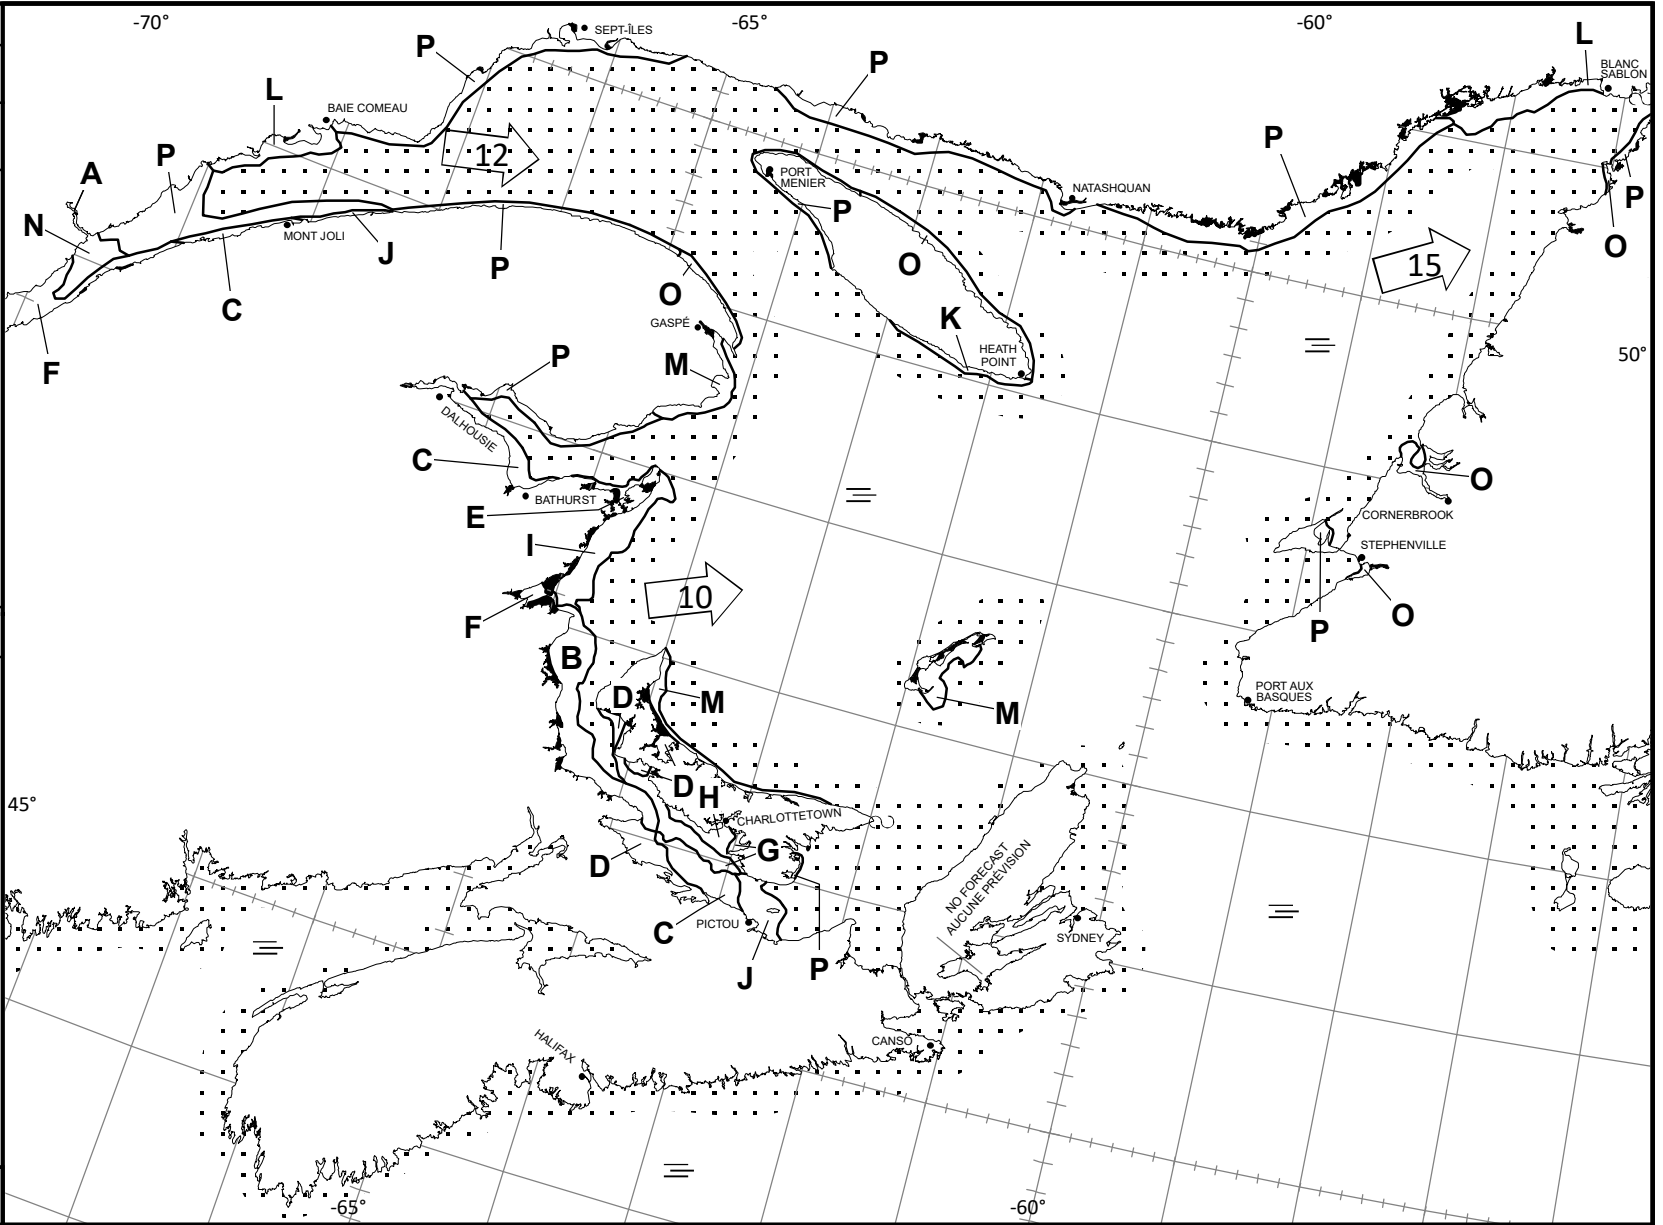 -70°
-65°
-60°
SEPT-ÎLES
P
P
L
BLANC
SABLON
L
BAIE COMEAU
P
12
P
A
P
PORT
MENIER
P
NATASHQUAN
P
N
MONT JOLI
J
P
C
O
O
15
O
F
GASPÉ
K
HEATH
POINT
50°
P
M
DALHOUSIE
C
BATHURST
E
I
O
CORNERBROOK
STEPHENVILLE
10
F
P
O
B
D
M
M
PORT AUX
BASQUES
D
H
45°
CHARLOTTETOWN
G
D
NO FORECAST
AUCUNE PRÉVISION
C
PICTOU
J
P
SYDNEY
HALIFAX
CANSO
-65°
-60°